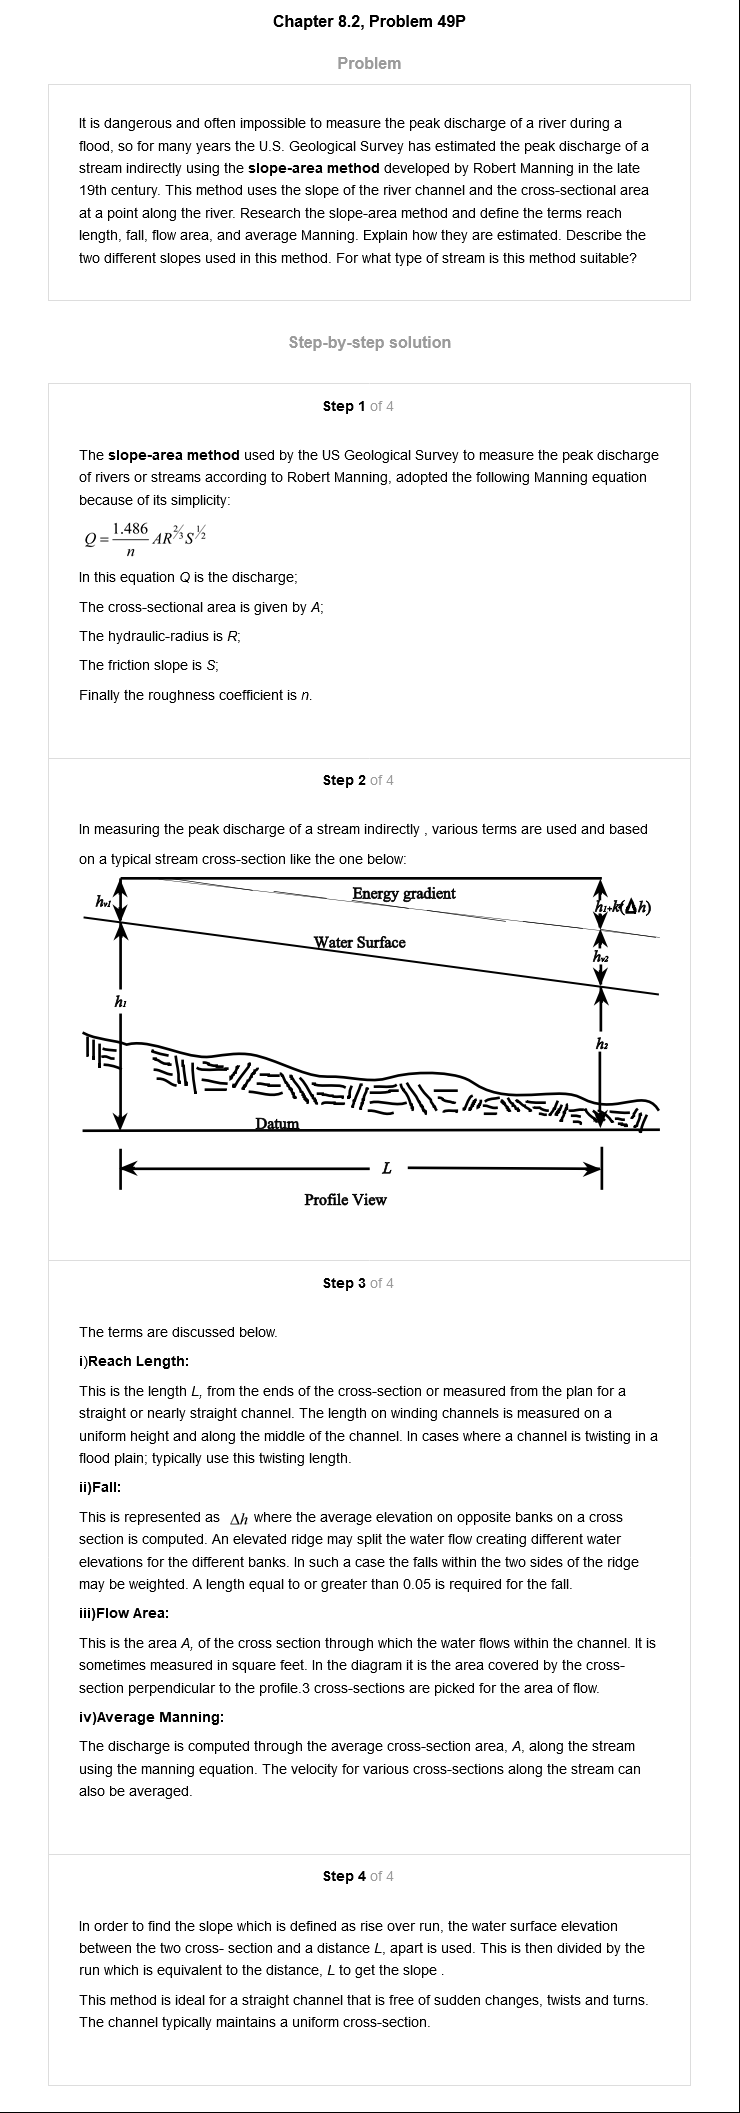 Chapter 8.2, Problem 49P
Problem
It is dangerous and often impossible to measure the peak discharge of a river during a
flood, so for many years the U.S. Geological Survey has estimated the peak discharge of a
stream indirectly using the slope-area method developed by Robert Manning in the late
19th century. This method uses the slope of the river channel and the cross-sectional area
at a point along the river. Research the slope-area method and define the terms reach
length, fall, flow area, and average Manning. Explain how they are estimated. Describe the
two different slopes used in this method. For what type of stream is this method suitable?
Step-by-step solution
Step 1 of 4
The slope-area method used by the US Geological Survey to measure the peak discharge
of rivers or streams according to Robert Manning, adopted the following Manning equation
because of its simplicity:
Q = 1.486/n AR^2/3 S^1/2
In this equation Q is the discharge;
The cross-sectional area is given by A;
The hydraulic-radius is R;
The friction slope is S;
Finally the roughness coefficient is n.
Step 2 of 4
In measuring the peak discharge of a stream indirectly , various terms are used and based
on a typical stream cross-section like the one below:
Energy gradient
hv1
h1+k(Δh)
Water Surface
hv2
h1
h2
Datum
L
Profile View
Step 3 of 4
The terms are discussed below.
i)Reach Length:
This is the length L, from the ends of the cross-section or measured from the plan for a
straight or nearly straight channel. The length on winding channels is measured on a
uniform height and along the middle of the channel. In cases where a channel is twisting in a
flood plain; typically use this twisting length.
ii)Fall:
This is represented as Δh where the average elevation on opposite banks on a cross
section is computed. An elevated ridge may split the water flow creating different water
elevations for the different banks. In such a case the falls within the two sides of the ridge
may be weighted. A length equal to or greater than 0.05 is required for the fall.
iii)Flow Area:
This is the area A, of the cross section through which the water flows within the channel. It is
sometimes measured in square feet. In the diagram it is the area covered by the cross-
section perpendicular to the profile.3 cross-sections are picked for the area of flow.
iv)Average Manning:
The discharge is computed through the average cross-section area, A, along the stream
using the manning equation. The velocity for various cross-sections along the stream can
also be averaged.
Step 4 of 4
In order to find the slope which is defined as rise over run, the water surface elevation
between the two cross- section and a distance L, apart is used. This is then divided by the
run which is equivalent to the distance, L to get the slope .
This method is ideal for a straight channel that is free of sudden changes, twists and turns.
The channel typically maintains a uniform cross-section.